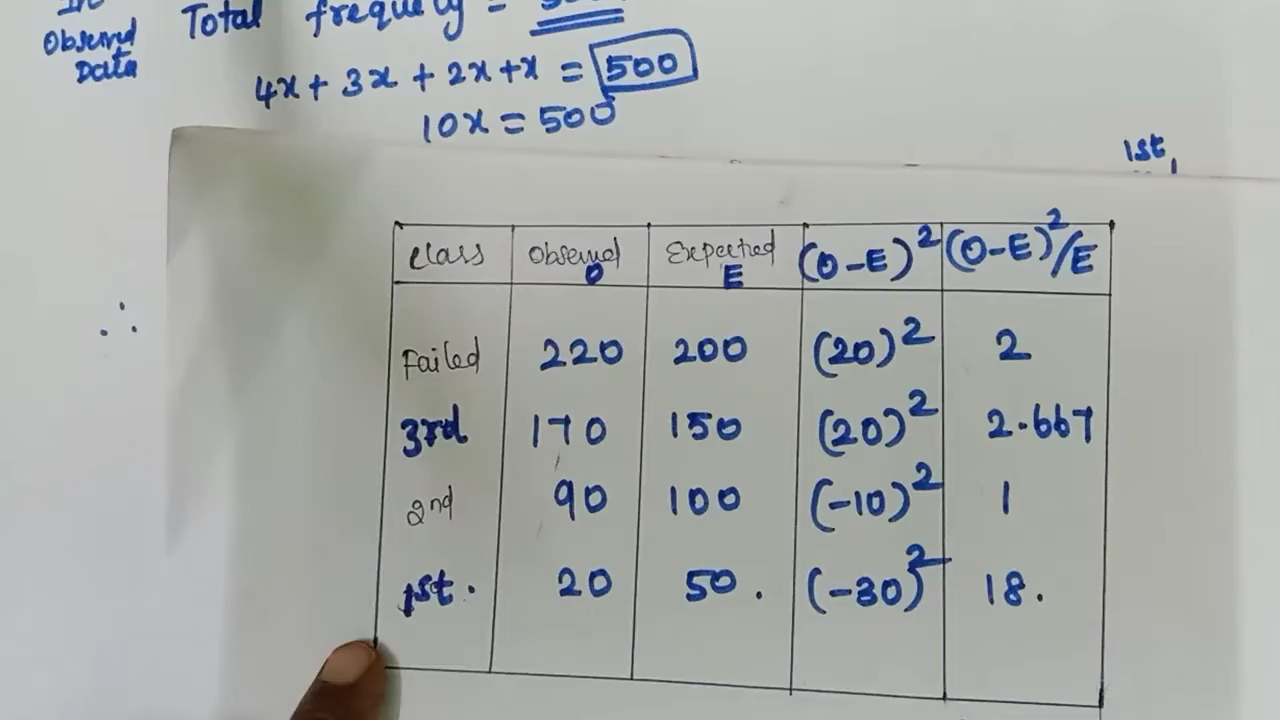 Observed
Data
Total frequency =
4x + 3x + 2x + x = 500
10x = 500
1st,
∴
Class Observed O Expected E (O-E)² (O-E)²/E
Failed 220 200 (20)² 2
3rd 170 150 (20)² 2.667
2nd 90 100 (-10)² 1
1st. 20 50. (-30)² 18.